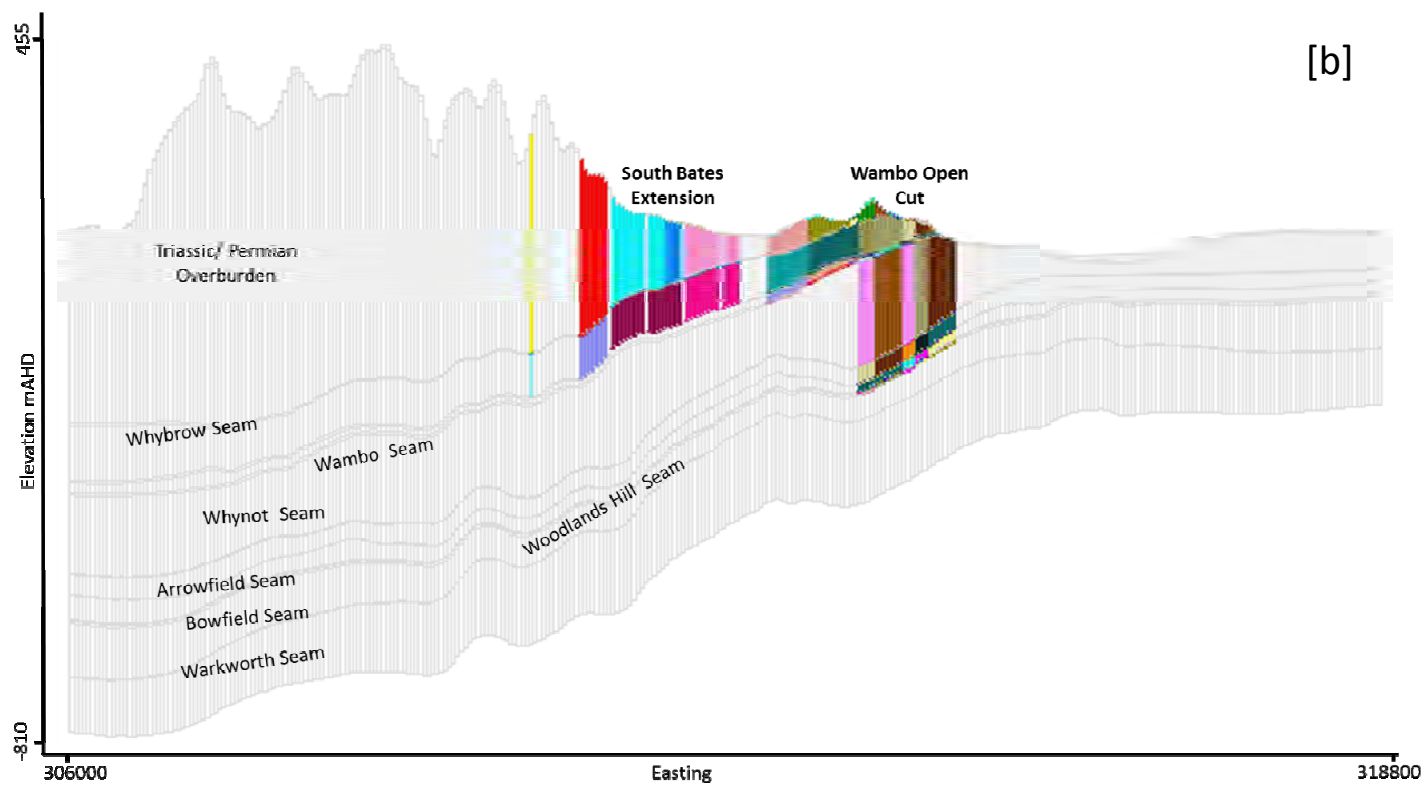 455
[b]
South Bates
Extension
Wambo Open
Cut
Triassic/ Permian
Overburden
Elevation mAHD
Whybrow Seam
Wambo Seam
Whynot Seam
Woodlands Hill Seam
Arrowfield Seam
Bowfield Seam
Warkworth Seam
-810
306000
Easting
318800